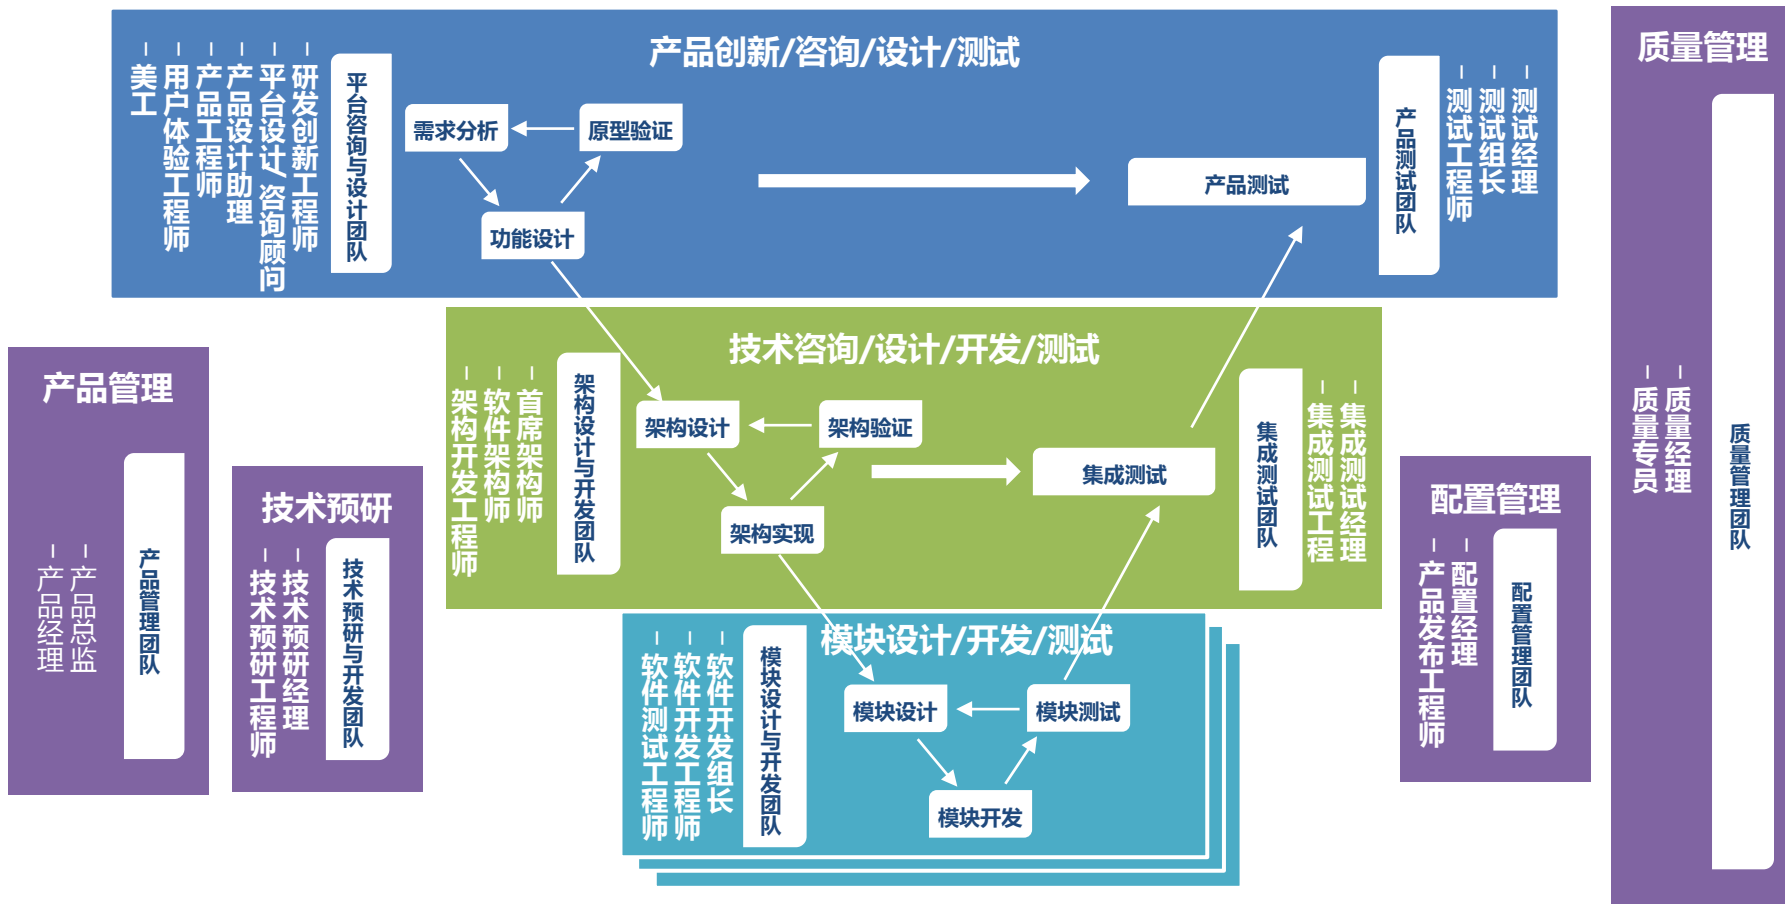 产品创新/咨询/设计/测试
美工
用户体验工程师
产品工程师
产品设计助理
平台设计/咨询顾问
研发创新工程师
平台咨询与设计团队
需求分析
原型验证
功能设计
产品测试
产品测试团队
测试工程师
测试组长
测试经理
技术咨询/设计/开发/测试
架构开发工程师
软件架构师
首席架构师
架构设计与开发团队
架构设计
架构验证
架构实现
集成测试
集成测试团队
集成测试工程
集成测试经理
模块设计/开发/测试
软件测试工程师
软件开发工程师
软件开发组长
模块设计与开发团队
模块设计
模块测试
模块开发
产品管理
产品经理
产品总监
产品管理团队
技术预研
技术预研工程师
技术预研经理
技术预研与开发团队
配置管理
产品发布工程师
配置经理
配置管理团队
质量管理
质量专员
质量经理
质量管理团队